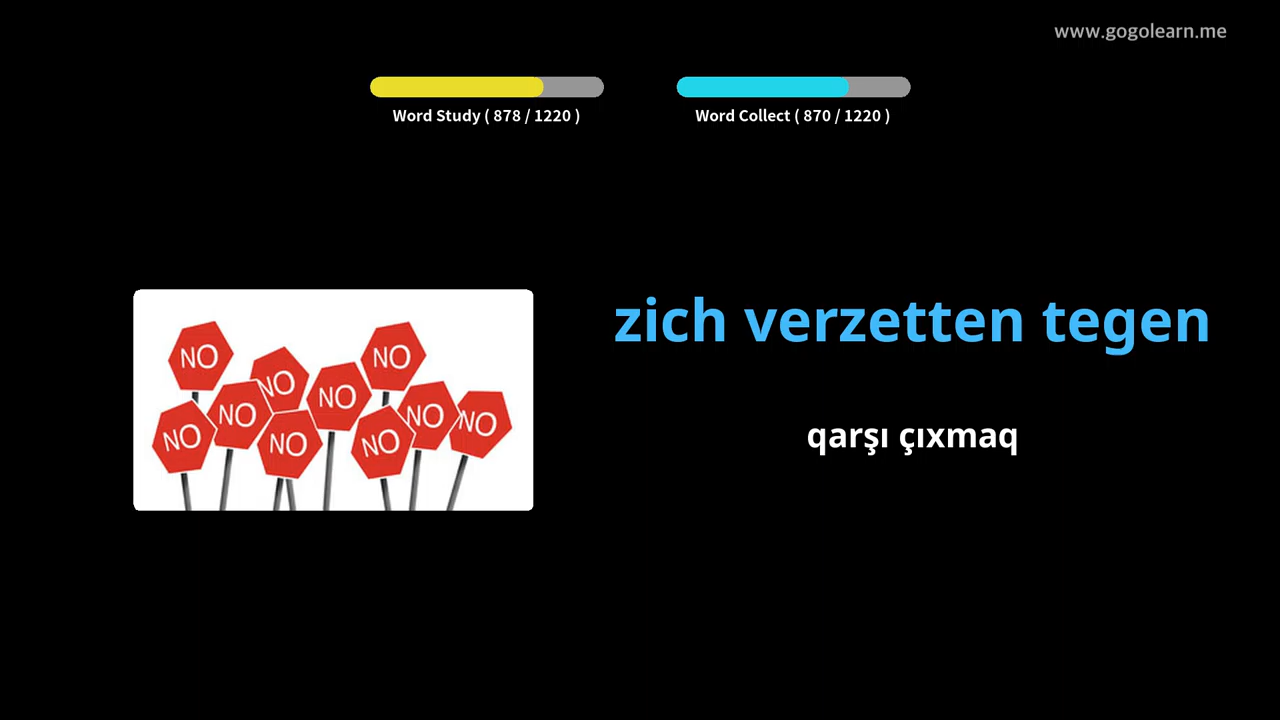 www.gogolearn.me
Word Study ( 878 / 1220 )
Word Collect ( 870 / 1220 )
zich verzetten tegen
qarşı çıxmaq
NO
NO
NO
NO
NO
NO
NO
NO
NO
NO